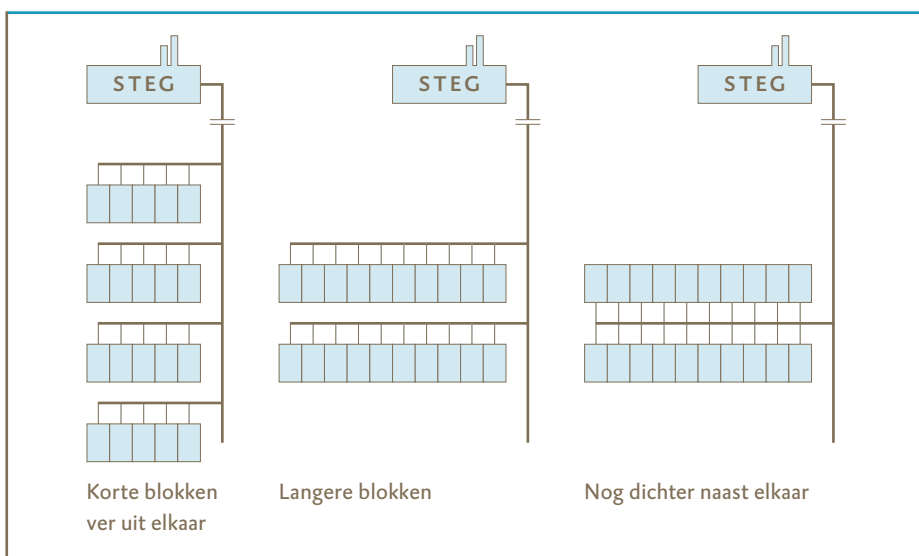 STEG
STEG
STEG
Korte blokken
ver uit elkaar
Langere blokken
Nog dichter naast elkaar